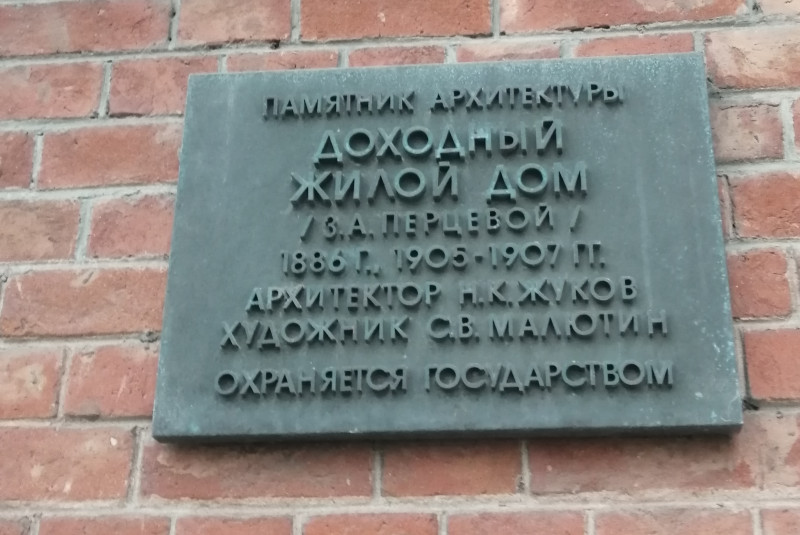 ПАМЯТНИК АРХИТЕКТУРЫ
ДОХОДНЫЙ
ЖИЛОЙ ДОМ
/ З.А. ПЕРЦЕВОЙ /
1886 Г., 1905-1907 ГГ.
АРХИТЕКТОР Н.К. ЖУКОВ
ХУДОЖНИК С.В. МАЛЮТИН
ОХРАНЯЕТСЯ ГОСУДАРСТВОМ